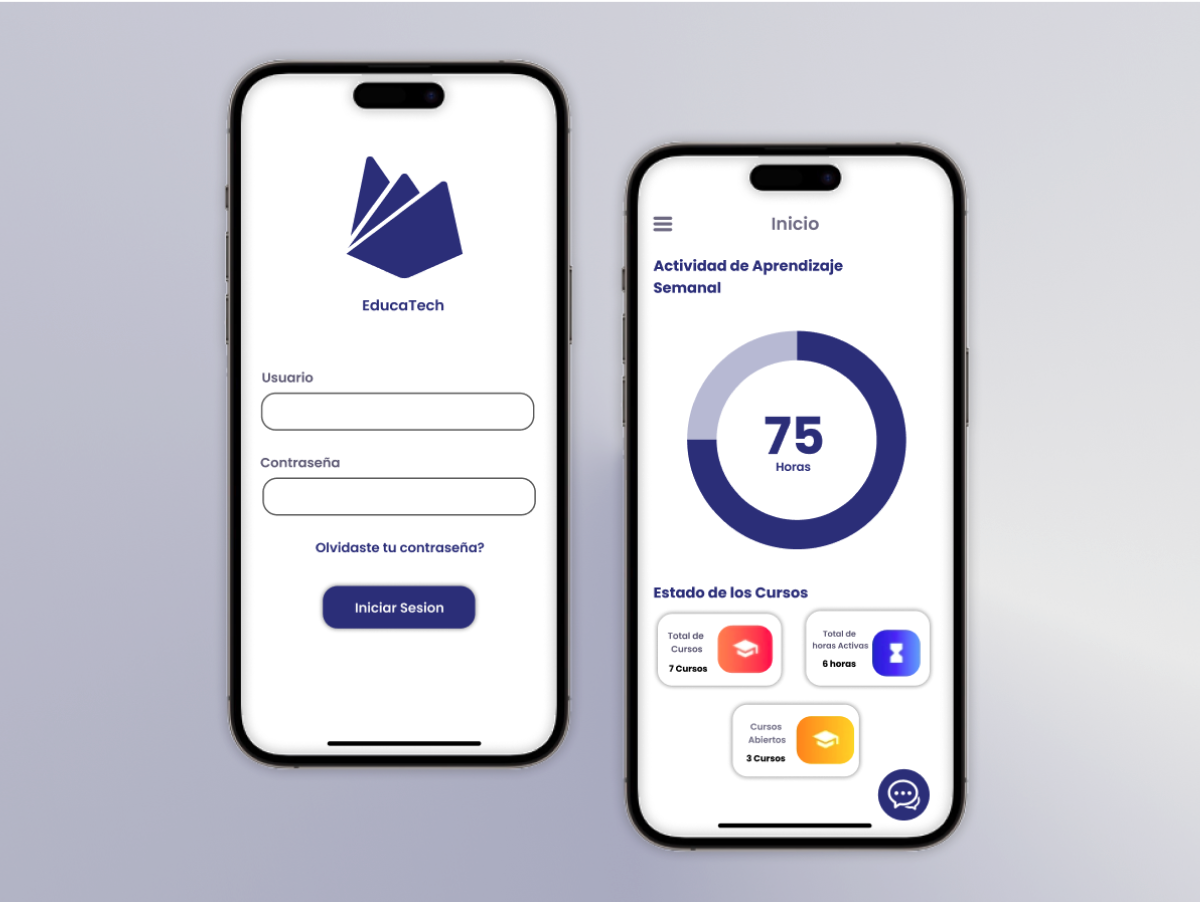 EducaTech
Usuario
Contraseña
Olvidaste tu contraseña?
Iniciar Sesion
Inicio
Actividad de Aprendizaje
Semanal
75
Horas
Estado de los Cursos
Total de
Cursos
7 Cursos
Total de
horas Activas
6 horas
Cursos
Abiertos
3 Cursos